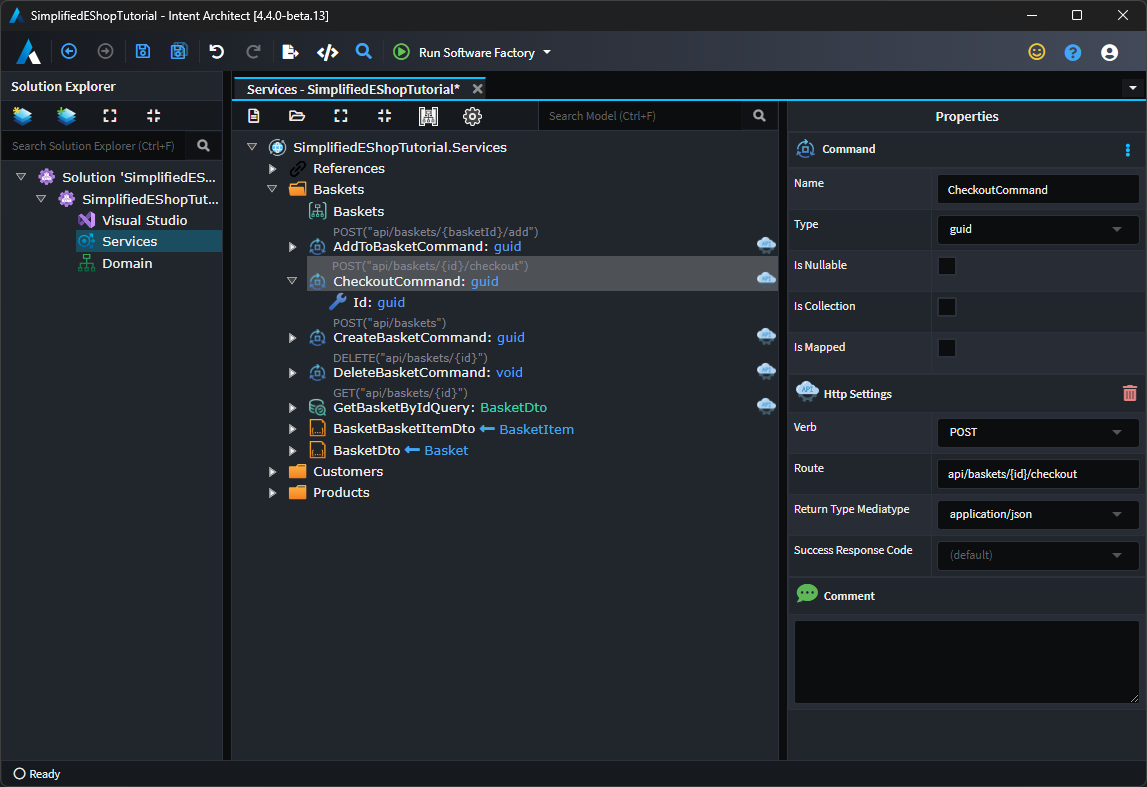 SimplifiedEShopTutorial - Intent Architect [4.4.0-beta.13]
Run Software Factory
Solution Explorer
Search Solution Explorer (Ctrl+F)
Solution 'SimplifiedES...
SimplifiedEShopTut...
Visual Studio
Services
Domain
Services - SimplifiedEShopTutorial*
Search Model (Ctrl+F)
SimplifiedEShopTutorial.Services
References
Baskets
Baskets
POST("api/baskets/{basketId}/add")
AddToBasketCommand: guid
POST("api/baskets/{id}/checkout")
CheckoutCommand: guid
Id: guid
POST("api/baskets")
CreateBasketCommand: guid
DELETE("api/baskets/{id}")
DeleteBasketCommand: void
GET("api/baskets/{id}")
GetBasketByIdQuery: BasketDto
BasketBasketItemDto BasketItem
BasketDto Basket
Customers
Products
Properties
Command
Name CheckoutCommand
Type guid
Is Nullable
Is Collection
Is Mapped
API Http Settings
Verb POST
Route api/baskets/{id}/checkout
Return Type Mediatype application/json
Success Response Code (default)
Comment
Ready